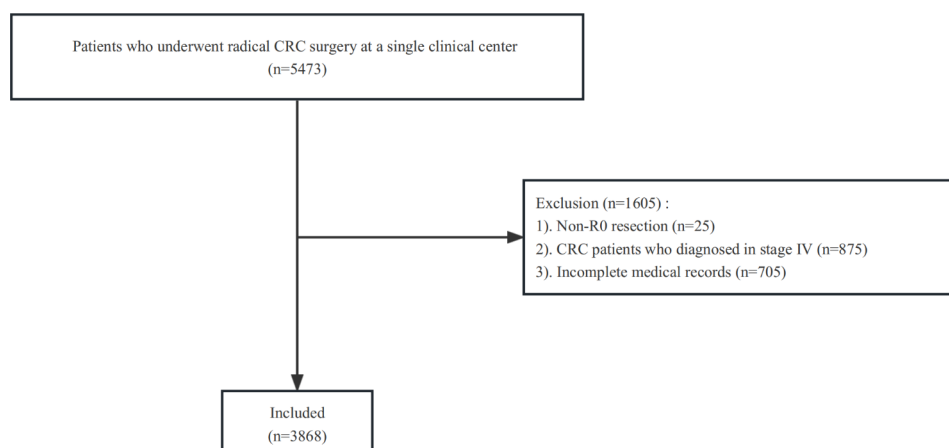 Patients who underwent radical CRC surgery at a single clinical center
(n=5473)
Exclusion (n=1605) :
1). Non-R0 resection (n=25)
2). CRC patients who diagnosed in stage IV (n=875)
3). Incomplete medical records (n=705)
Included
(n=3868)